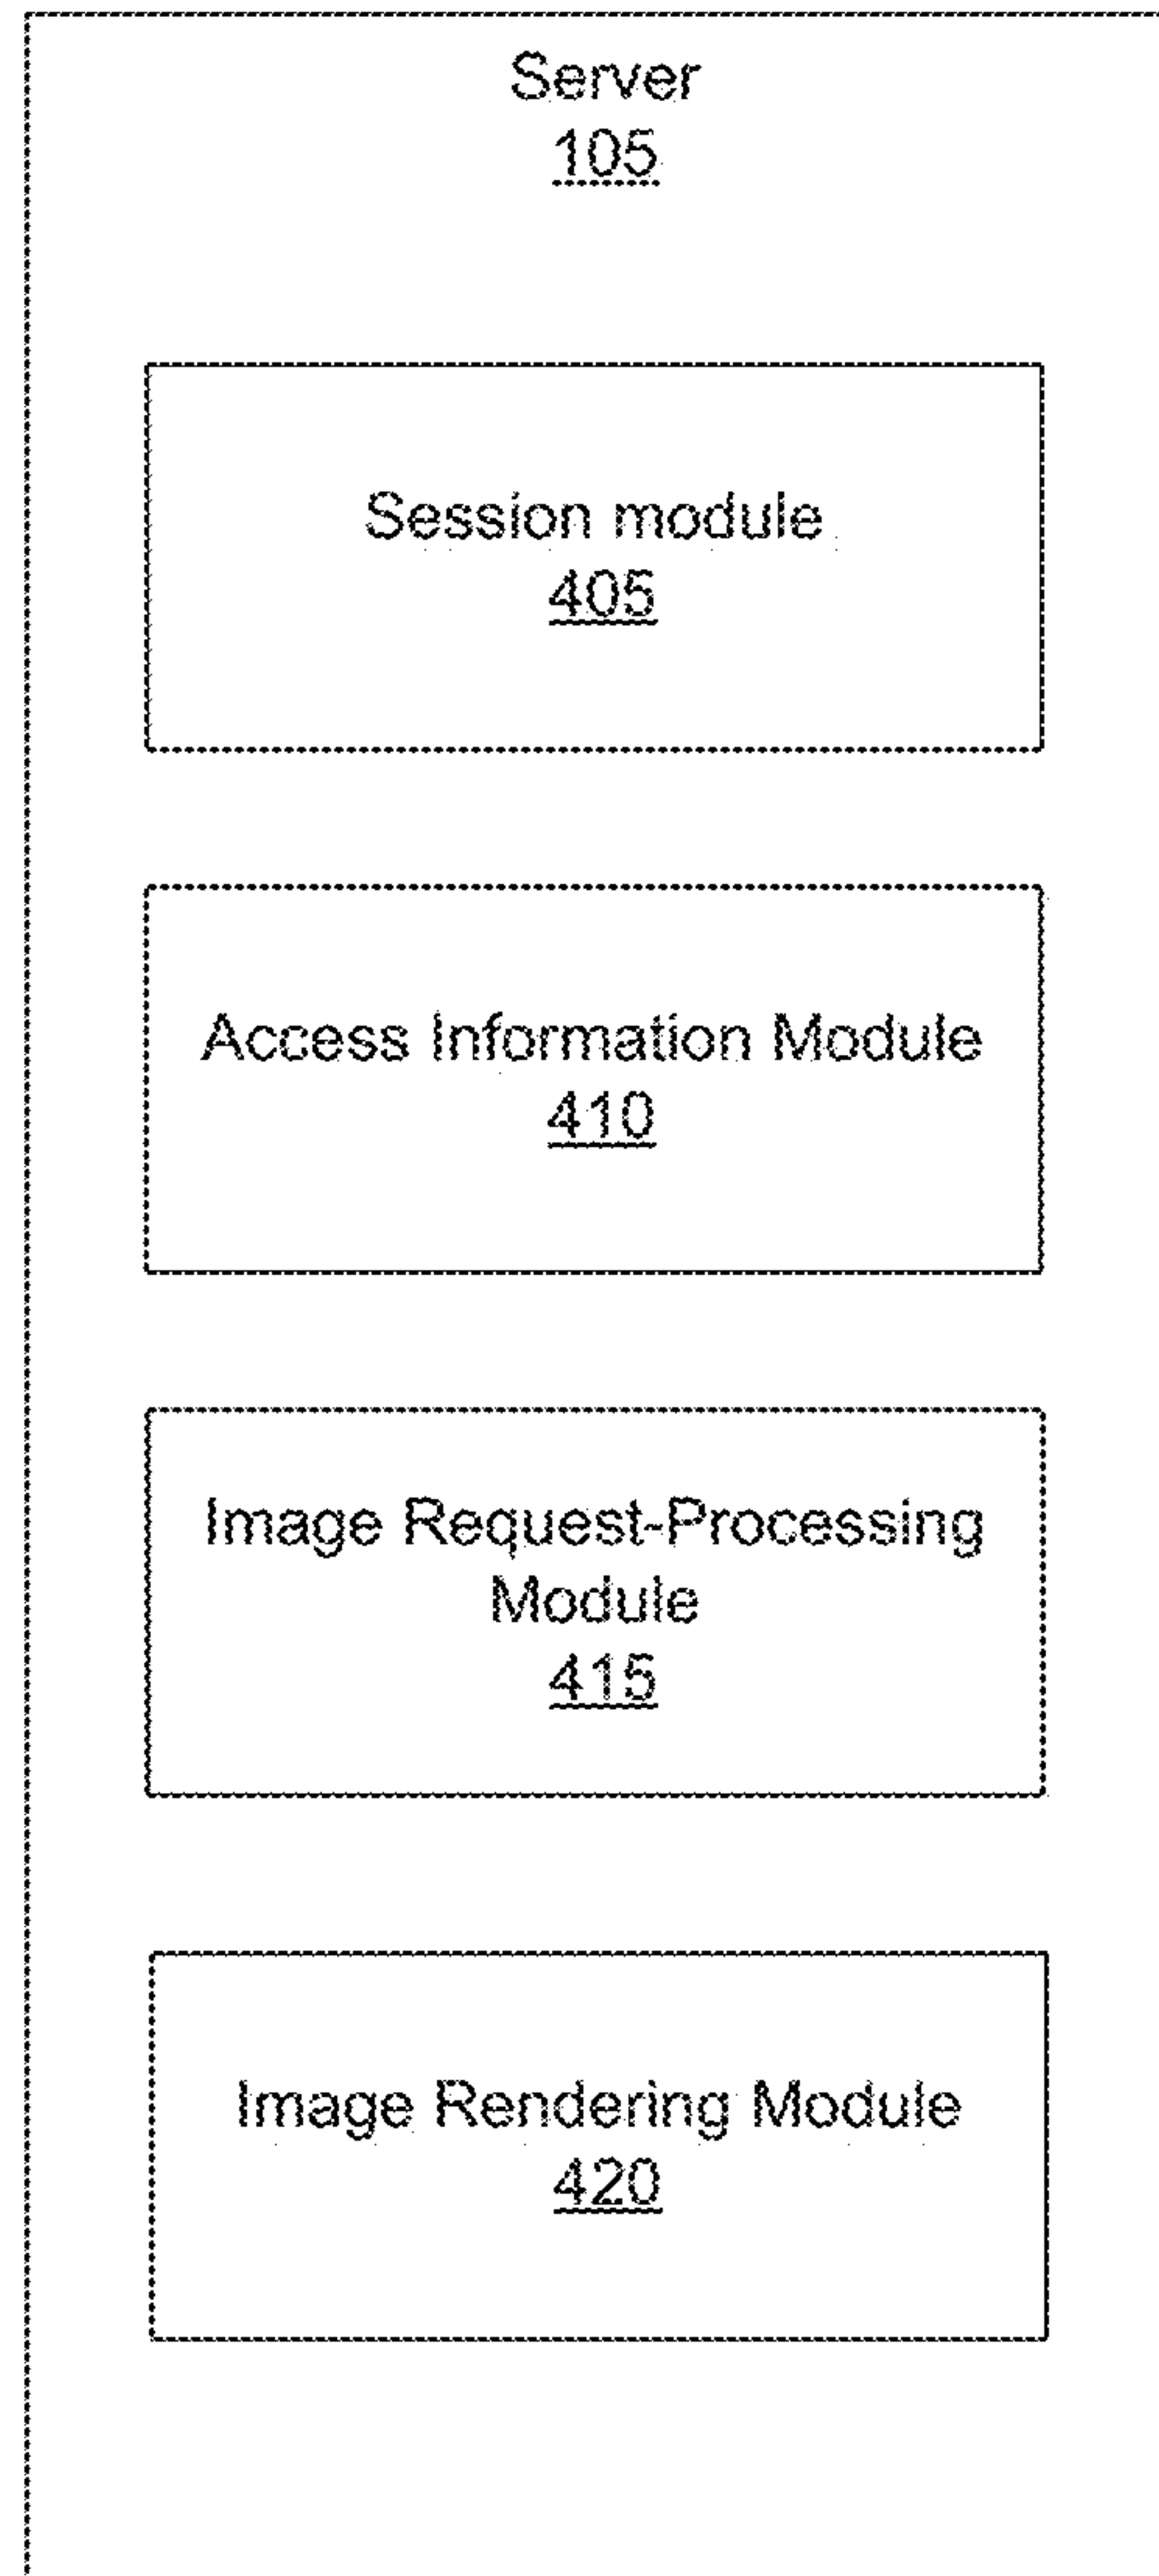 Server
105
Session module
405
Access Information Module
410
Image Request-Processing
Module
415
Image Rendering Module
420